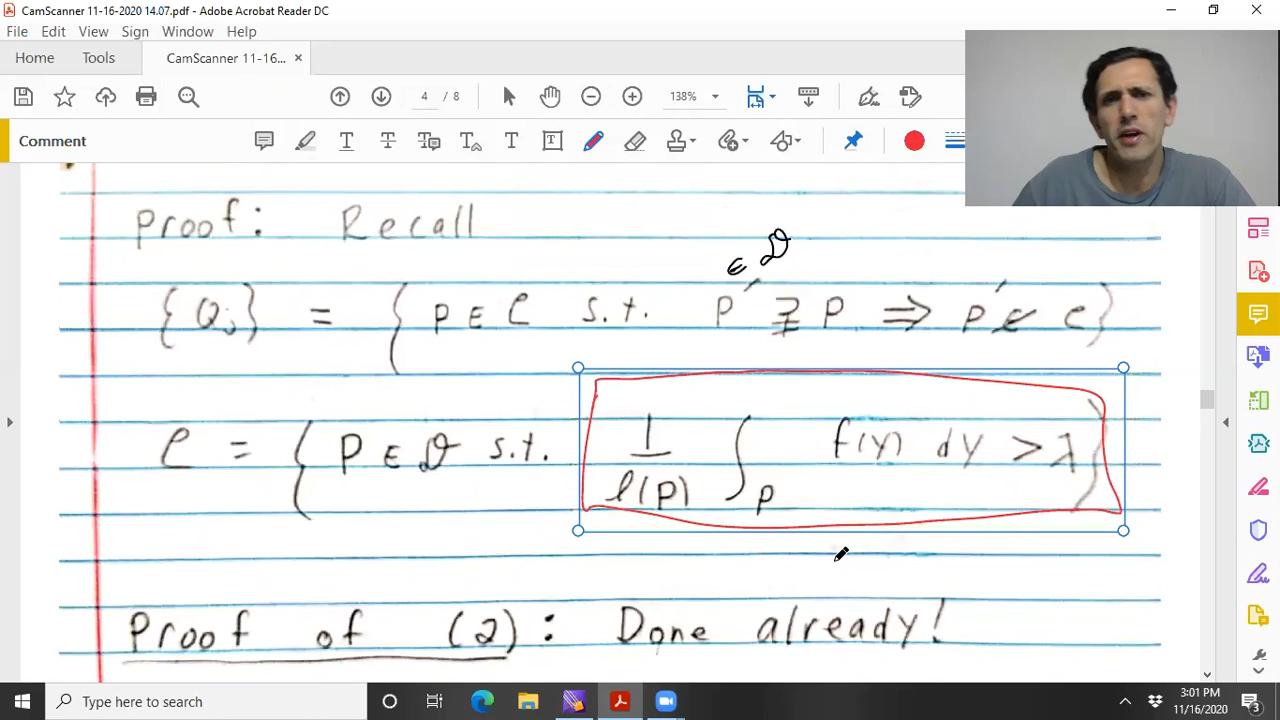 CamScanner 11-16-2020 14.07.pdf - Adobe Acrobat Reader DC
File Edit View Sign Window Help
Home Tools CamScanner 11-16... ×
4 / 8 138%
Comment
Proof: Recall
∈ 𝒟
{Qj} = { P ∈ C s.t. P' ⊋ P ⇒ P' ∉ C }
C = { P ∈ 𝒟 s.t. 1/ℓ(P) ∫_P f(y) dy > λ }
Proof of (2): Done already!
Type here to search
3:01 PM
11/16/2020
3